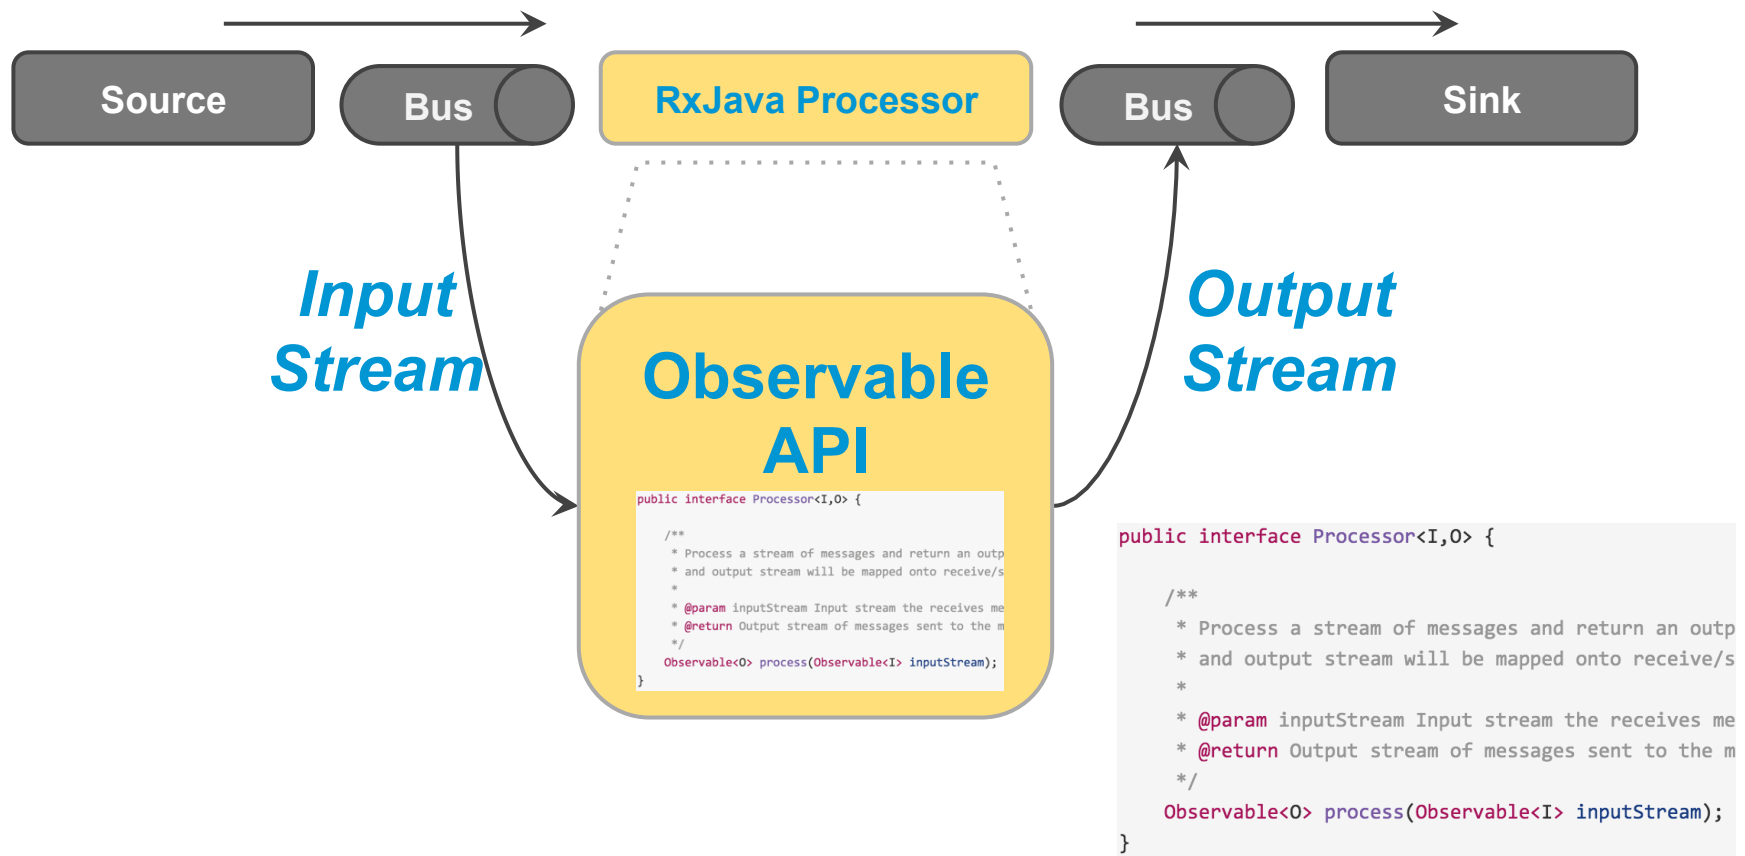 Source
Bus
RxJava Processor
Bus
Sink
Input
Stream
Output
Stream
Observable
API
public interface Processor<I,O> {
/**
* Process a stream of messages and return an outp
* and output stream will be mapped onto receive/s
*
* @param inputStream Input stream the receives me
* @return Output stream of messages sent to the m
*/
Observable<O> process(Observable<I> inputStream);
}
public interface Processor<I,O> {
/**
* Process a stream of messages and return an outp
* and output stream will be mapped onto receive/s
*
* @param inputStream Input stream the receives me
* @return Output stream of messages sent to the m
*/
Observable<O> process(Observable<I> inputStream);
}